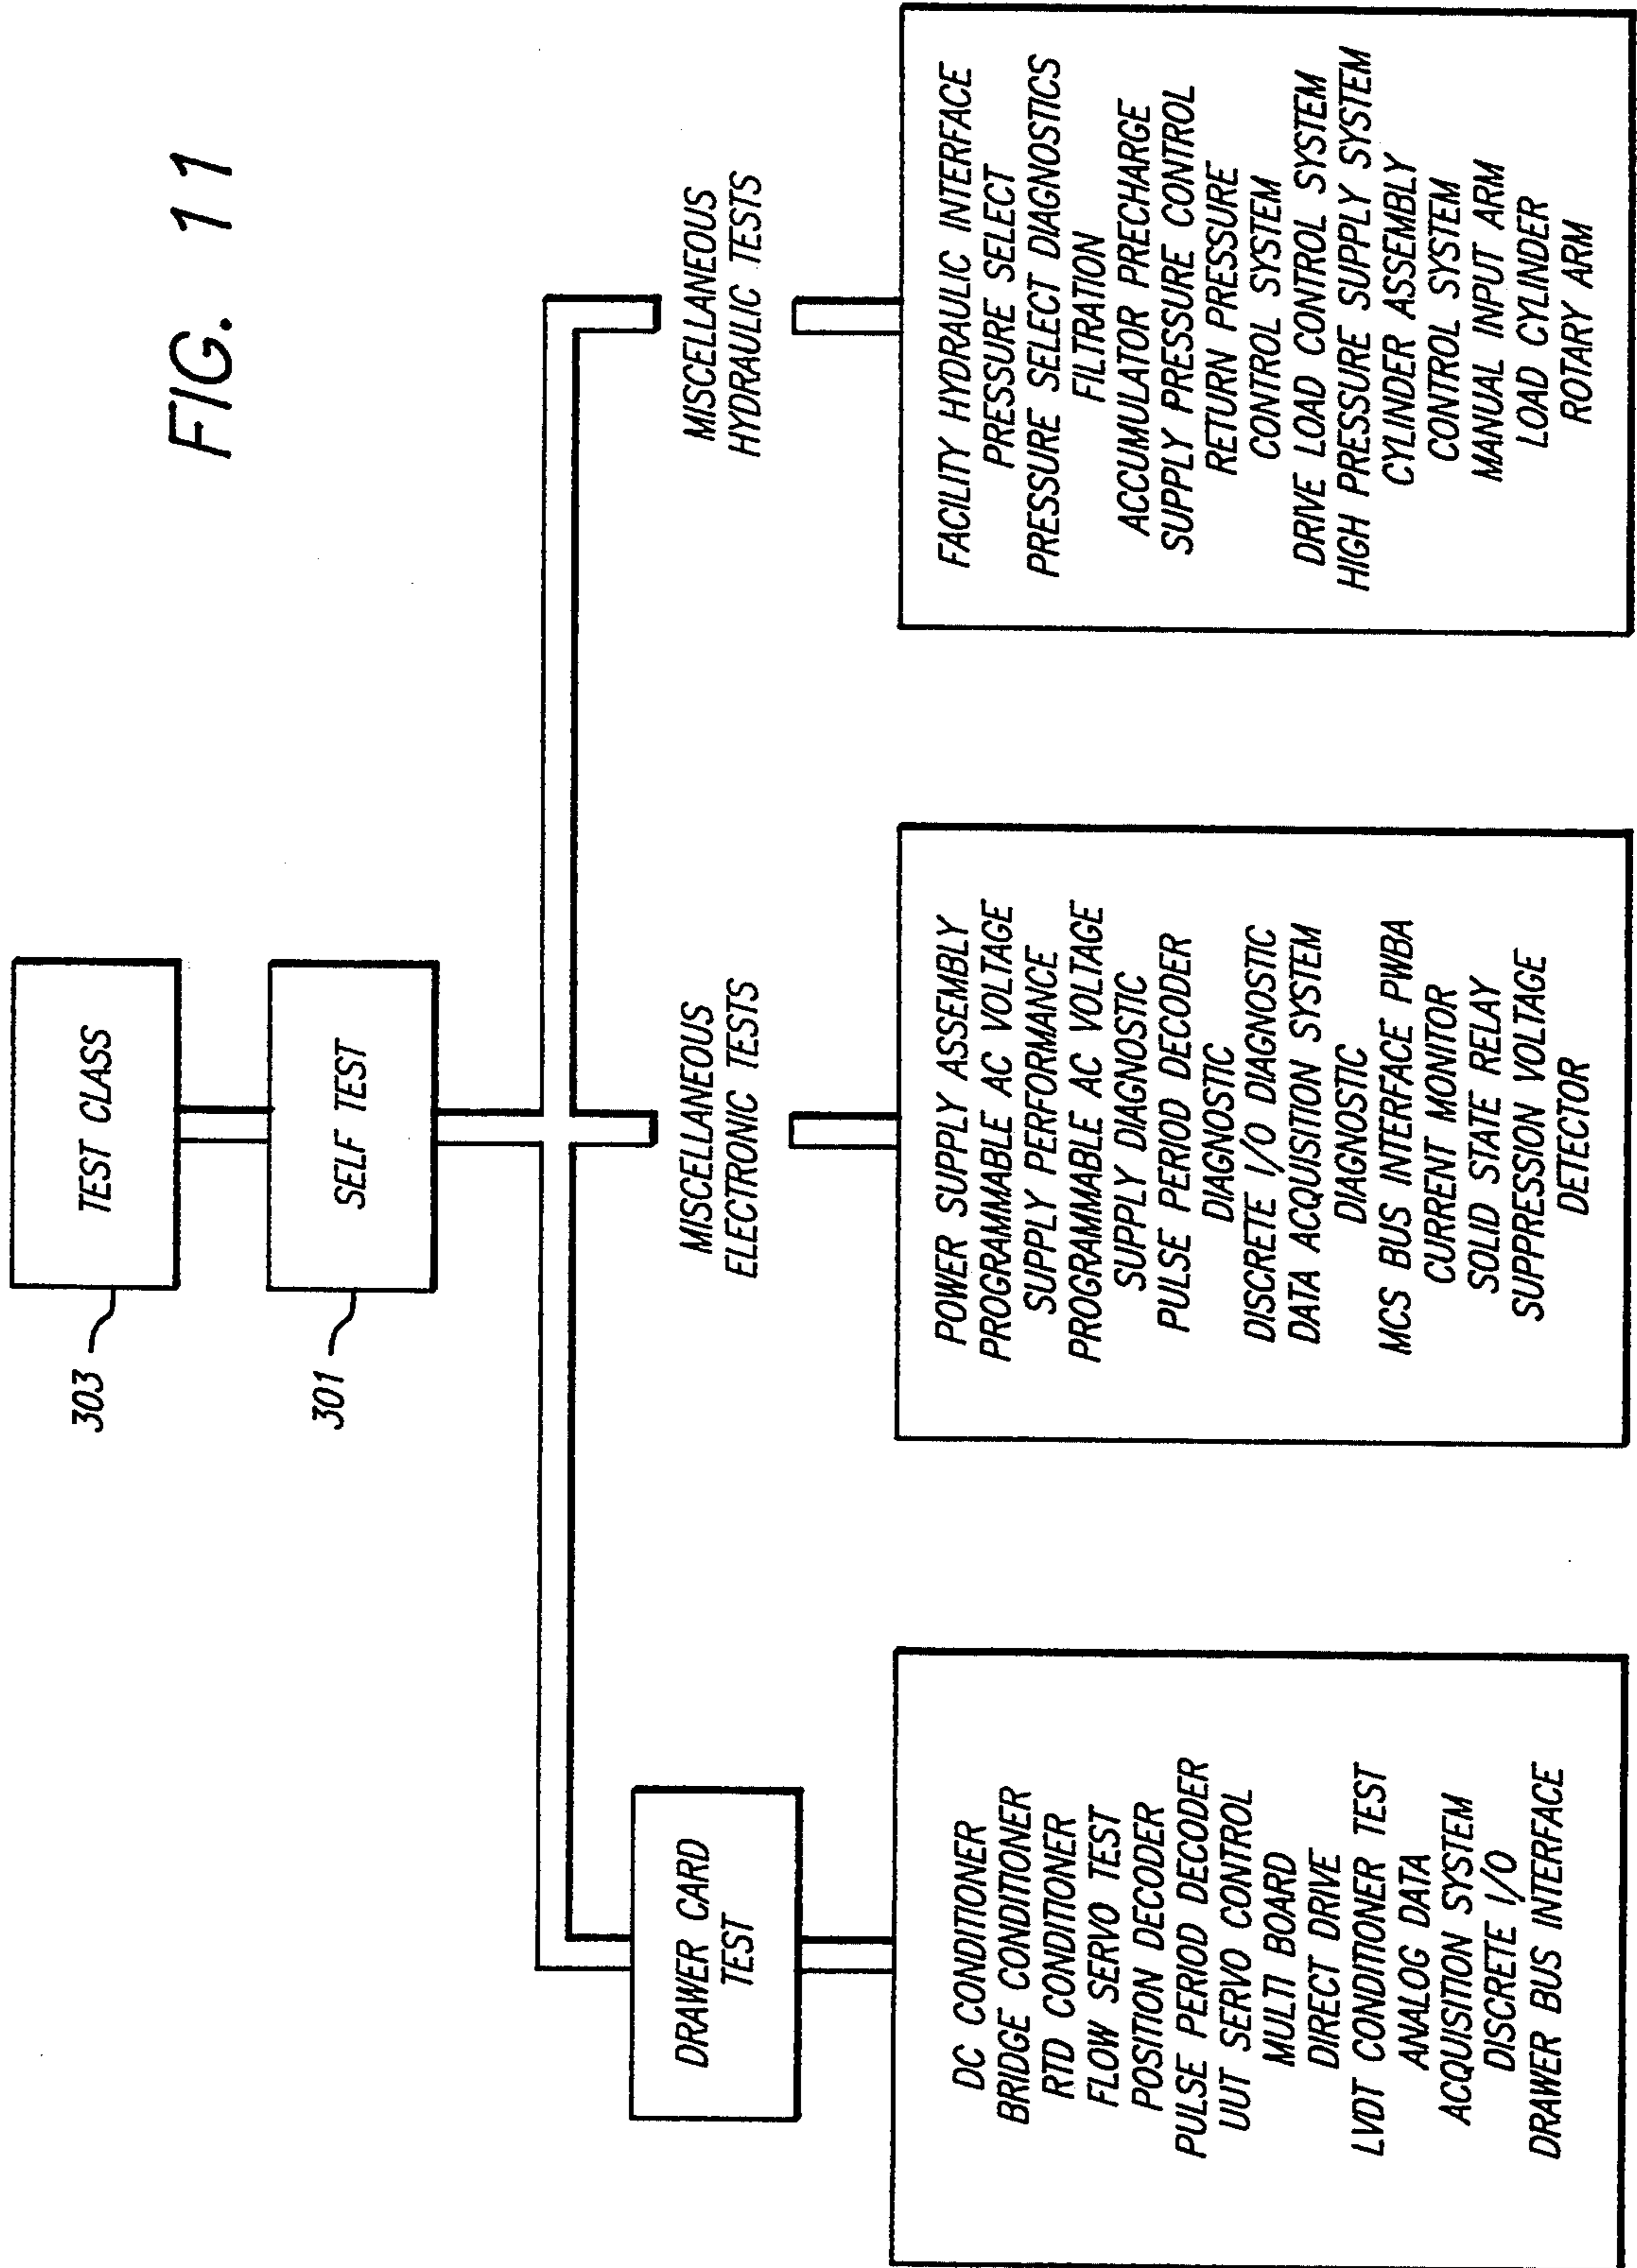 FIG. 11
TEST CLASS
303
SELF TEST
301
DRAWER CARD
TEST
MISCELLANEOUS
ELECTRONIC TESTS
MISCELLANEOUS
HYDRAULIC TESTS
DC CONDITIONER
BRIDGE CONDITIONER
RTD CONDITIONER
FLOW SERVO TEST
POSITION DECODER
PULSE PERIOD DECODER
UUT SERVO CONTROL
MULTI BOARD
DIRECT DRIVE
LVDT CONDITIONER TEST
ANALOG DATA
ACQUISITION SYSTEM
DISCRETE I/O
DRAWER BUS INTERFACE
POWER SUPPLY ASSEMBLY
PROGRAMMABLE AC VOLTAGE
SUPPLY PERFORMANCE
PROGRAMMABLE AC VOLTAGE
SUPPLY DIAGNOSTIC
PULSE PERIOD DECODER
DIAGNOSTIC
DISCRETE I/O DIAGNOSTIC
DATA ACQUISITION SYSTEM
DIAGNOSTIC
MCS BUS INTERFACE PWBA
CURRENT MONITOR
SOLID STATE RELAY
SUPPRESSION VOLTAGE
DETECTOR
FACILITY HYDRAULIC INTERFACE
PRESSURE SELECT
PRESSURE SELECT DIAGNOSTICS
FILTRATION
ACCUMULATOR PRECHARGE
SUPPLY PRESSURE CONTROL
RETURN PRESSURE
CONTROL SYSTEM
DRIVE LOAD CONTROL SYSTEM
HIGH PRESSURE SUPPLY SYSTEM
CYLINDER ASSEMBLY
CONTROL SYSTEM
MANUAL INPUT ARM
LOAD CYLINDER
ROTARY ARM